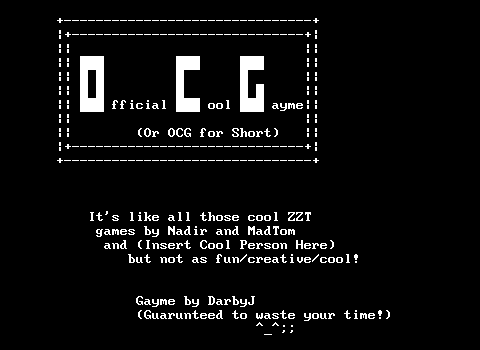 Official Cool Gayme
(Or OCG for Short)
It's like all those cool ZZT
games by Nadir and MadTom
and (Insert Cool Person Here)
but not as fun/creative/cool!
Gayme by DarbyJ
(Guarunteed to waste your time!)
^_^;;